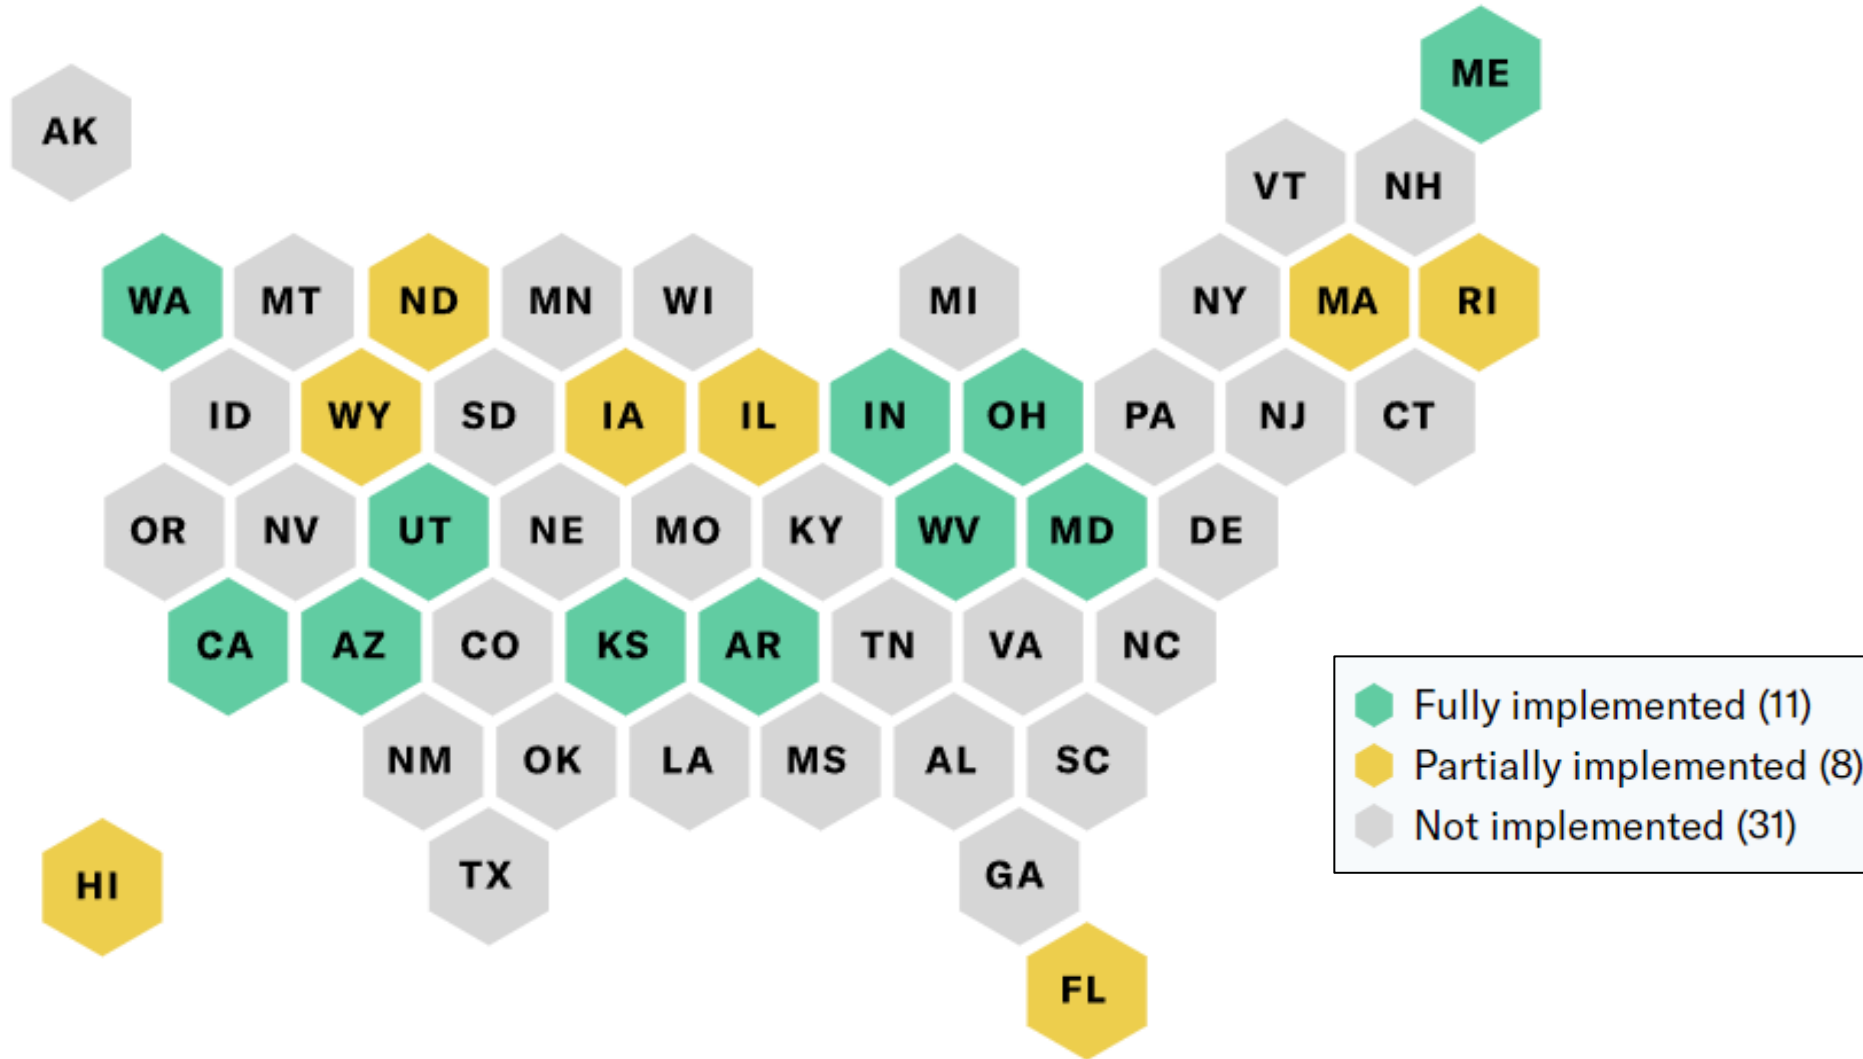 ME
AK
VT NH
WA MT ND MN WI MI NY MA RI
ID WY SD IA IL IN OH PA NJ CT
OR NV UT NE MO KY WV MD DE
CA AZ CO KS AR TN VA NC
NM OK LA MS AL SC
TX GA
HI
FL
Fully implemented (11)
Partially implemented (8)
Not implemented (31)